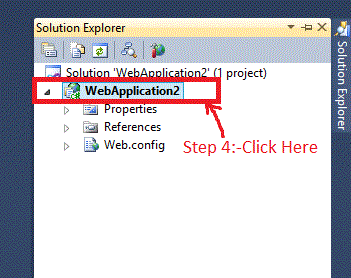 Solution Explorer
Solution 'WebApplication2' (1 project)
WebApplication2
Properties
References
Web.config
Step 4:-Click Here
Solution Explorer